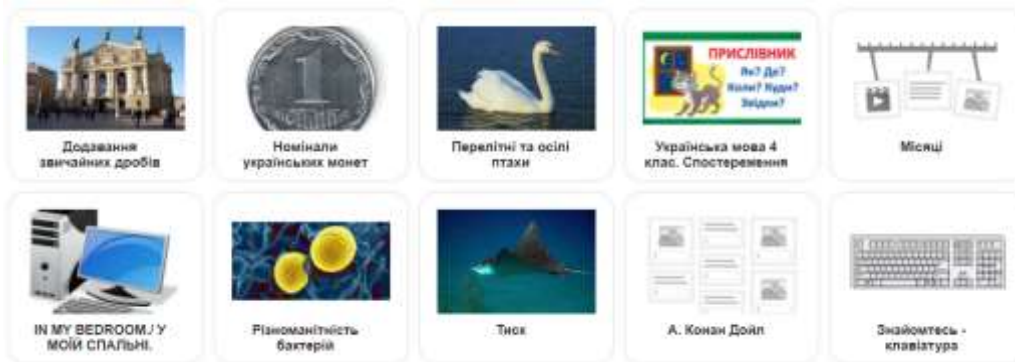 Додавання
звичайних дробів
1
Номінали
українських монет
Перелітні та осілі
птахи
ПРИСЛІВНИК
Як? Де?
Коли? Куди?
Звідки?
Українська мова 4
клас. Спостереження
Місяці
IN MY BEDROOM./ У
МОЇЙ СПАЛЬНІ.
Різноманітність
бактерій
Тиск
А. Конан Дойл
Знайомтесь -
клавіатура